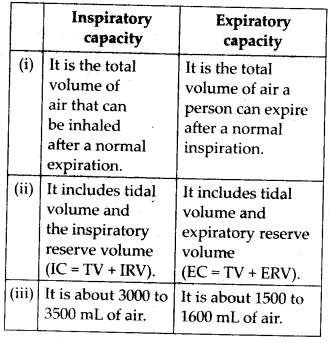 Inspiratory capacity
Expiratory capacity
(i)
It is the total
volume of
air that can
be inhaled
after a normal
expiration.
It is the total
volume of air a
person can expire
after a normal
inspiration.
(ii)
It includes tidal
volume and
the inspiratory
reserve volume
(IC = TV + IRV).
It includes tidal
volume and
expiratory reserve
volume
(EC = TV + ERV).
(iii)
It is about 3000 to
3500 mL of air.
It is about 1500 to
1600 mL of air.